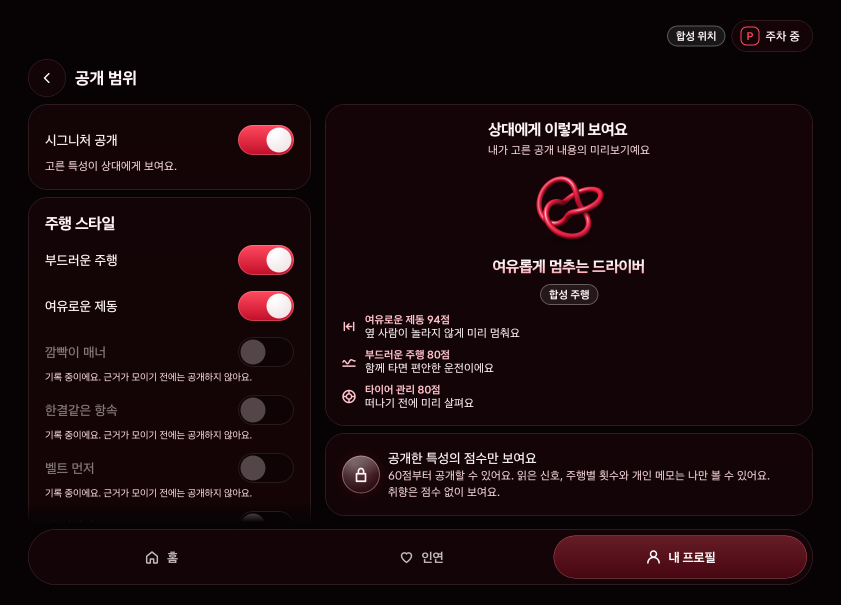 합성 위치
P 주차 중
공개 범위
시그니처 공개
고른 특성이 상대에게 보여요.
주행 스타일
부드러운 주행
여유로운 제동
깜빡이 매너
기록 중이에요. 근거가 모이기 전에는 공개하지 않아요.
한결같은 항속
기록 중이에요. 근거가 모이기 전에는 공개하지 않아요.
벨트 먼저
기록 중이에요. 근거가 모이기 전에는 공개하지 않아요.
상대에게 이렇게 보여요
내가 고른 공개 내용의 미리보기예요
여유롭게 멈추는 드라이버
합성 주행
여유로운 제동 94점
옆 사람이 놀라지 않게 미리 멈춰요
부드러운 주행 80점
함께 타면 편안한 운전이에요
타이어 관리 80점
떠나기 전에 미리 살펴요
공개한 특성의 점수만 보여요
60점부터 공개할 수 있어요. 읽은 신호, 주행별 횟수와 개인 메모는 나만 볼 수 있어요.
취향은 점수 없이 보여요.
홈
인연
내 프로필